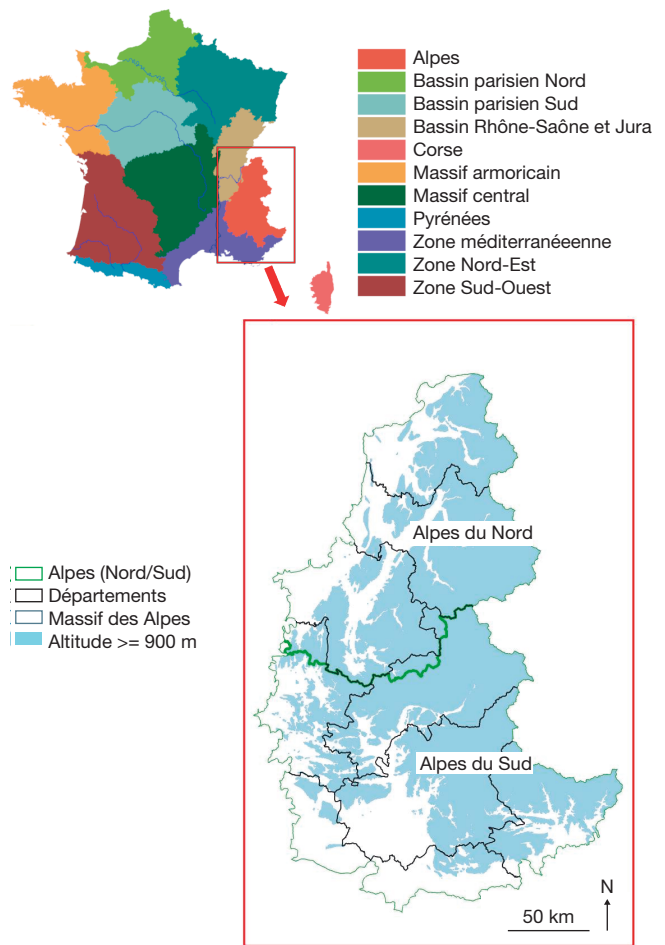 Alpes
Bassin parisien Nord
Bassin parisien Sud
Bassin Rhône-Saône et Jura
Corse
Massif armoricain
Massif central
Pyrénées
Zone méditerranéeenne
Zone Nord-Est
Zone Sud-Ouest
Alpes du Nord
Alpes (Nord/Sud)
Départements
Massif des Alpes
Altitude >= 900 m
Alpes du Sud
N
50 km